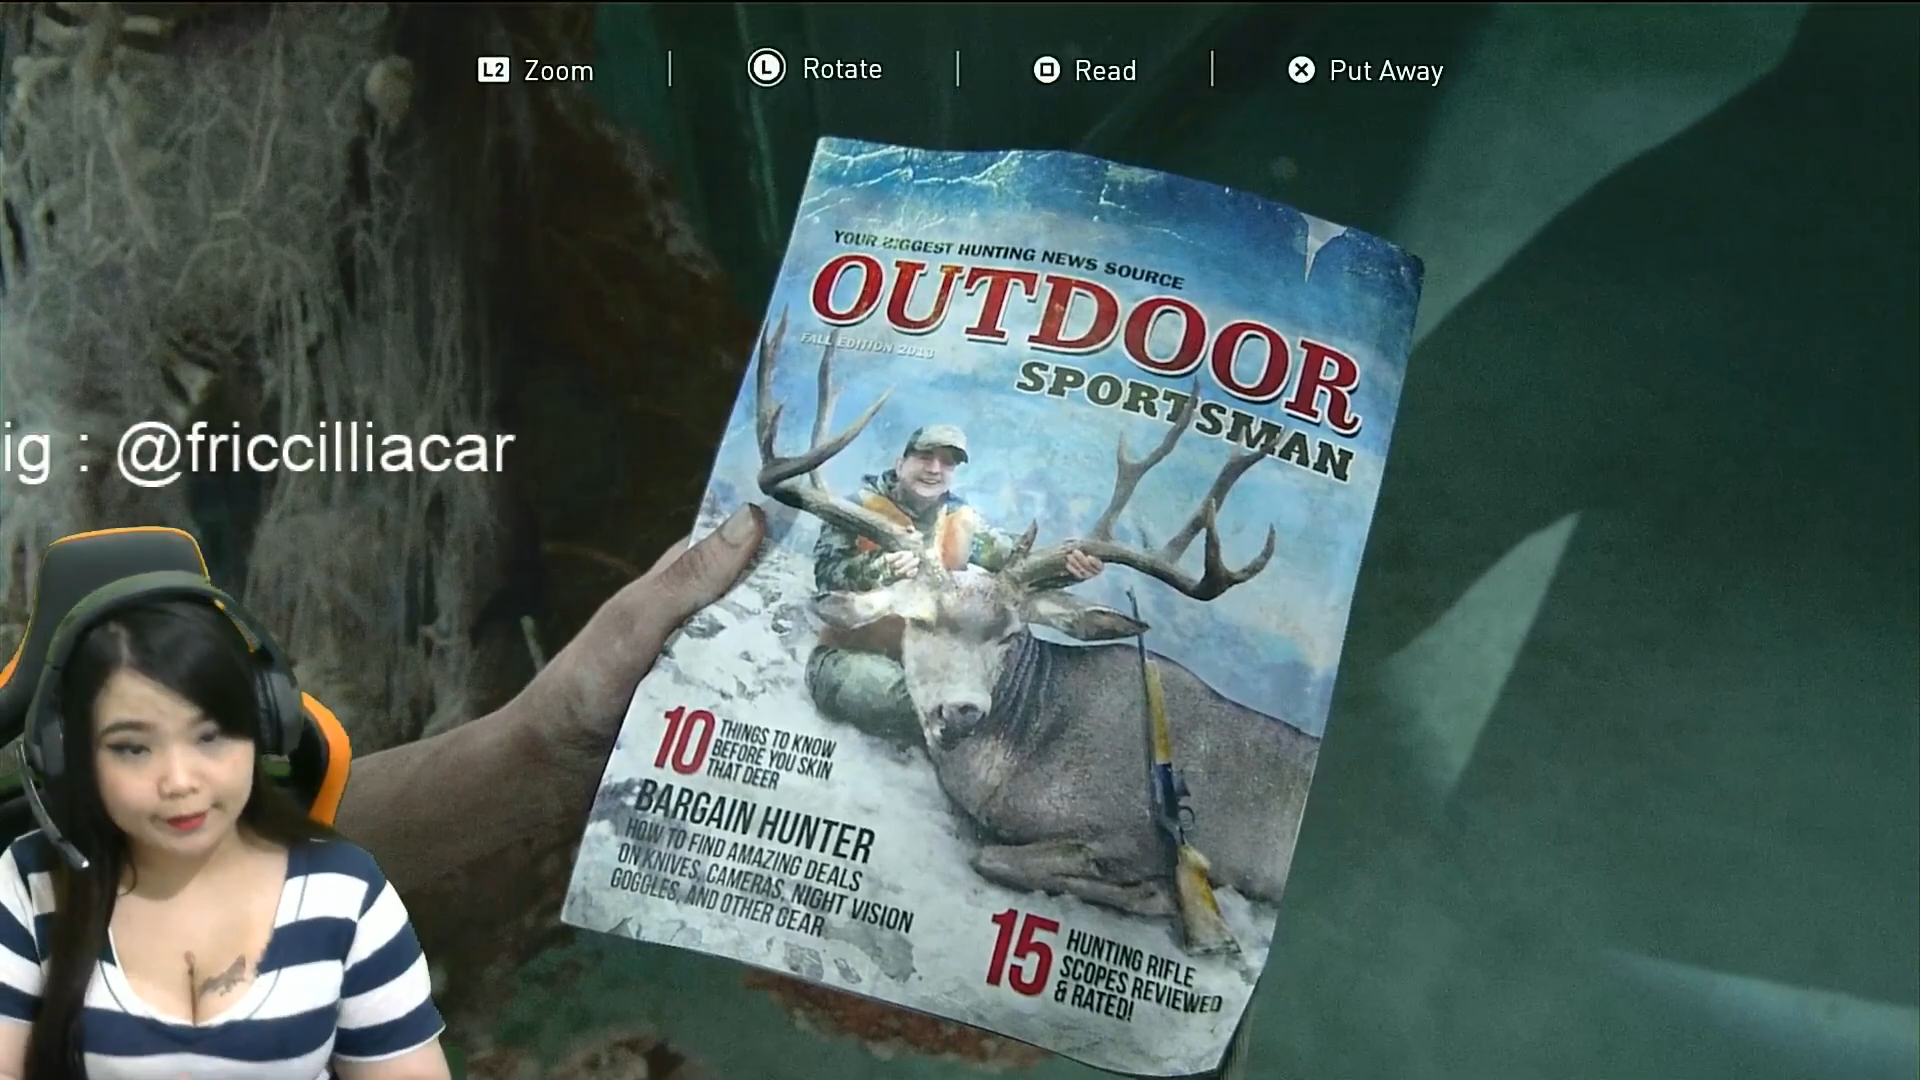 L2 Zoom
L Rotate
Read
Put Away
YOUR BIGGEST HUNTING NEWS SOURCE
OUTDOOR
FALL EDITION 2013
SPORTSMAN
ig : @friccilliacar
10 THINGS TO KNOW
BEFORE YOU SKIN
THAT DEER
BARGAIN HUNTER
HOW TO FIND AMAZING DEALS
ON KNIVES, CAMERAS, NIGHT VISION
GOGGLES, AND OTHER GEAR
15 HUNTING RIFLE
SCOPES REVIEWED
& RATED!